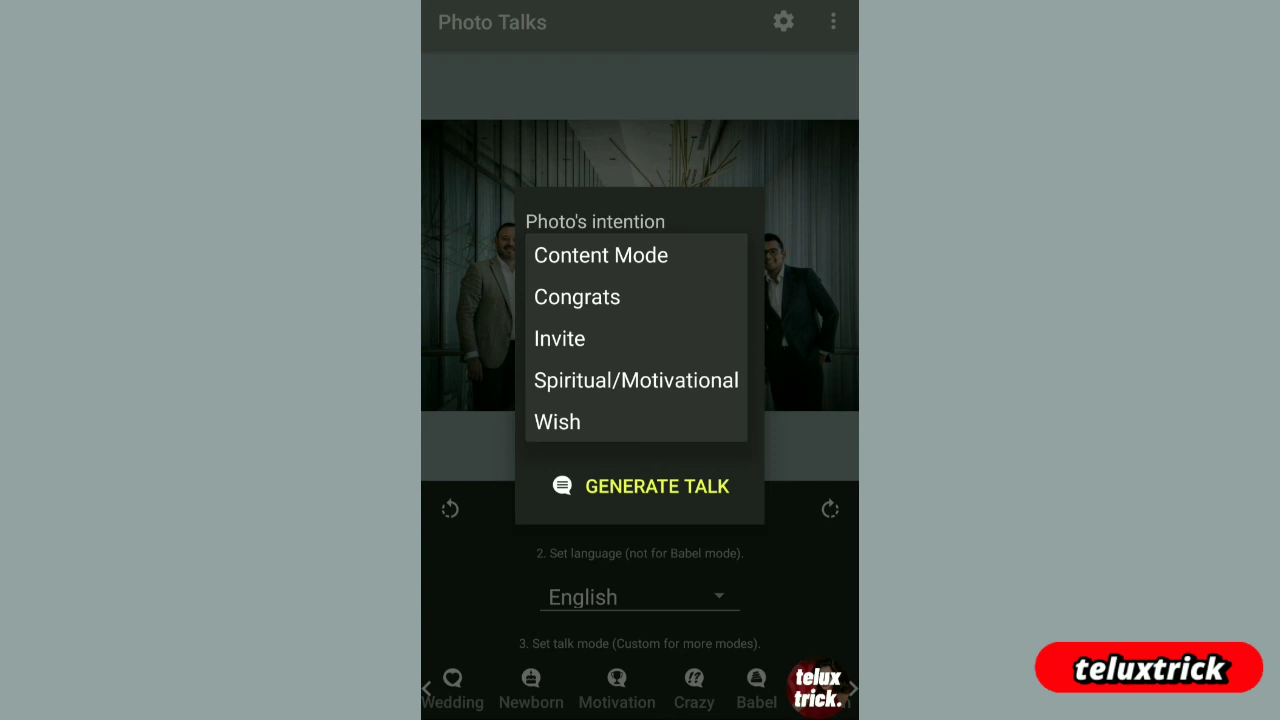 Photo Talks
Photo's intention
Content Mode
Congrats
Invite
Spiritual/Motivational
Wish
GENERATE TALK
2. Set language (not for Babel mode).
English
3. Set talk mode (Custom for more modes).
Wedding Newborn Motivation Crazy Babel
telux
trick.
teluxtrick